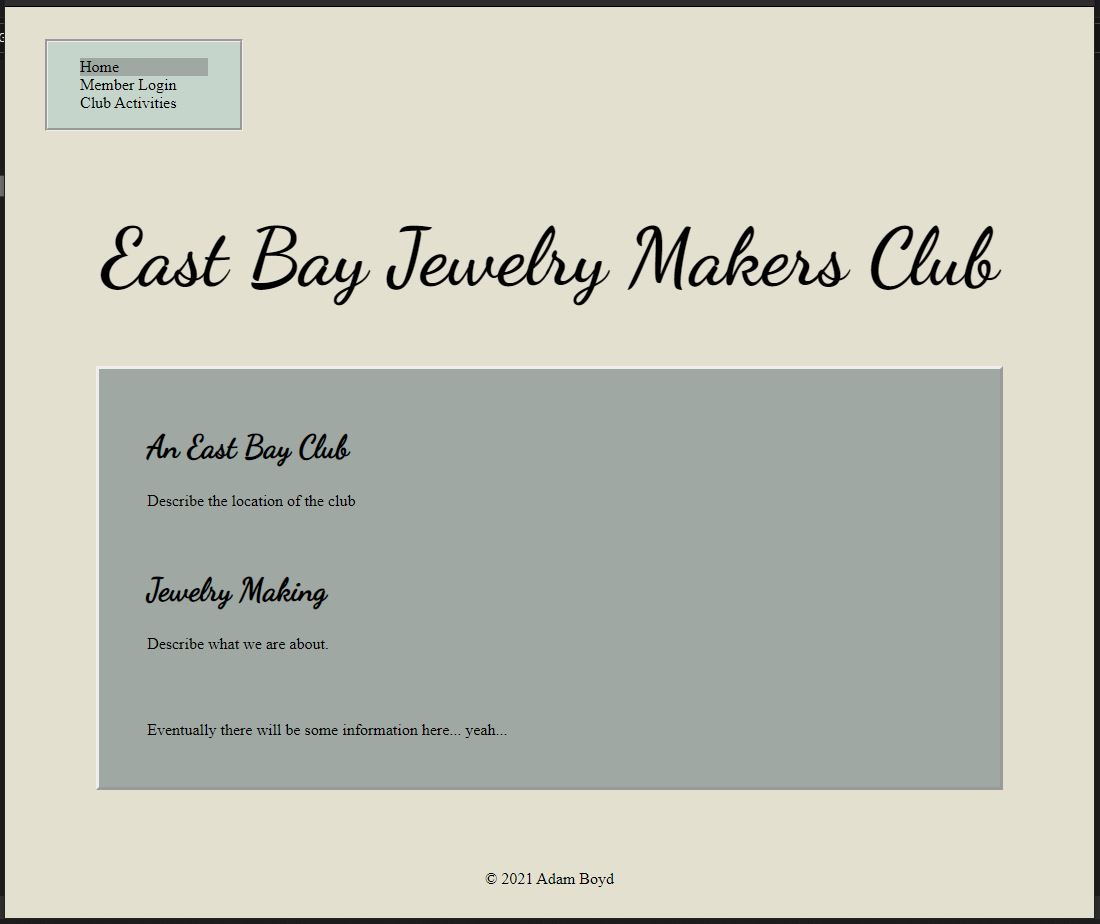 Home
Member Login
Club Activities
East Bay Jewelry Makers Club
An East Bay Club
Describe the location of the club
Jewelry Making
Describe what we are about.
Eventually there will be some information here... yeah...
© 2021 Adam Boyd